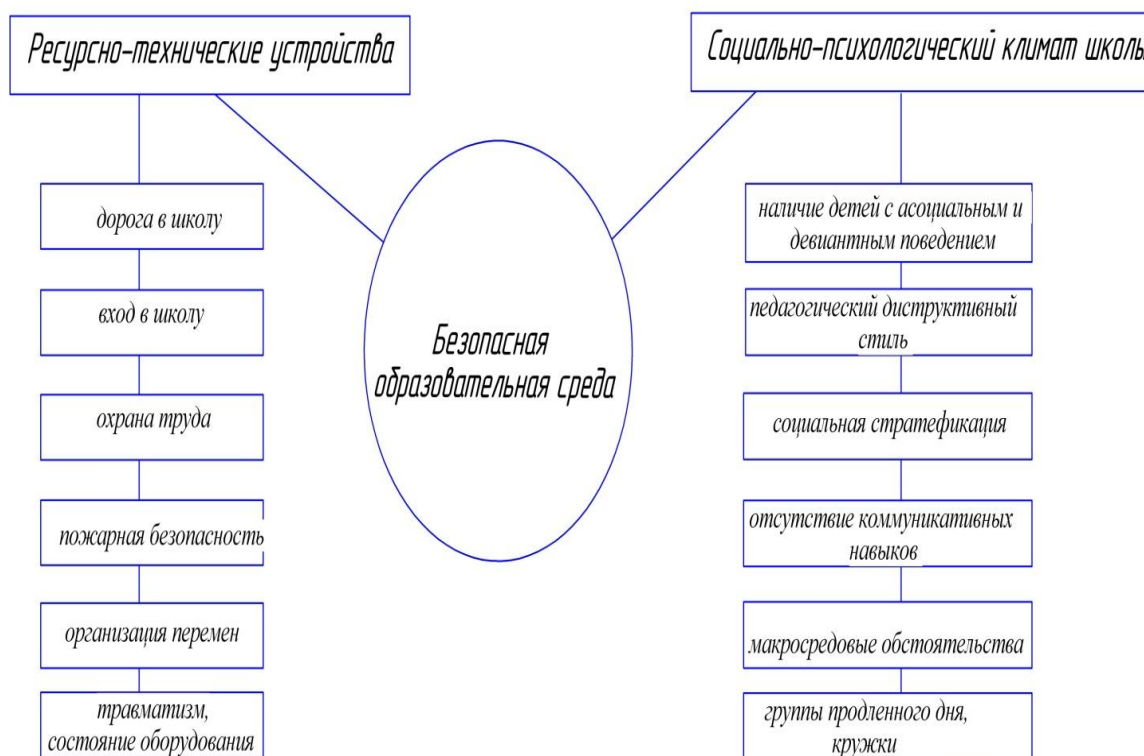 Ресурсно-технические устройства
дорога в школу
вход в школу
охрана труда
пожарная безопасность
организация перемен
травматизм,
состояние оборудования
Безопасная
образовательная среда
Социально-психологический климат школы
наличие детей с асоциальным и
девиантным поведением
педагогический диструктивный
стиль
социальная стратефикация
отсутствие коммуникативных
навыков
макросредовые обстоятельства
группы продленного дня,
кружки